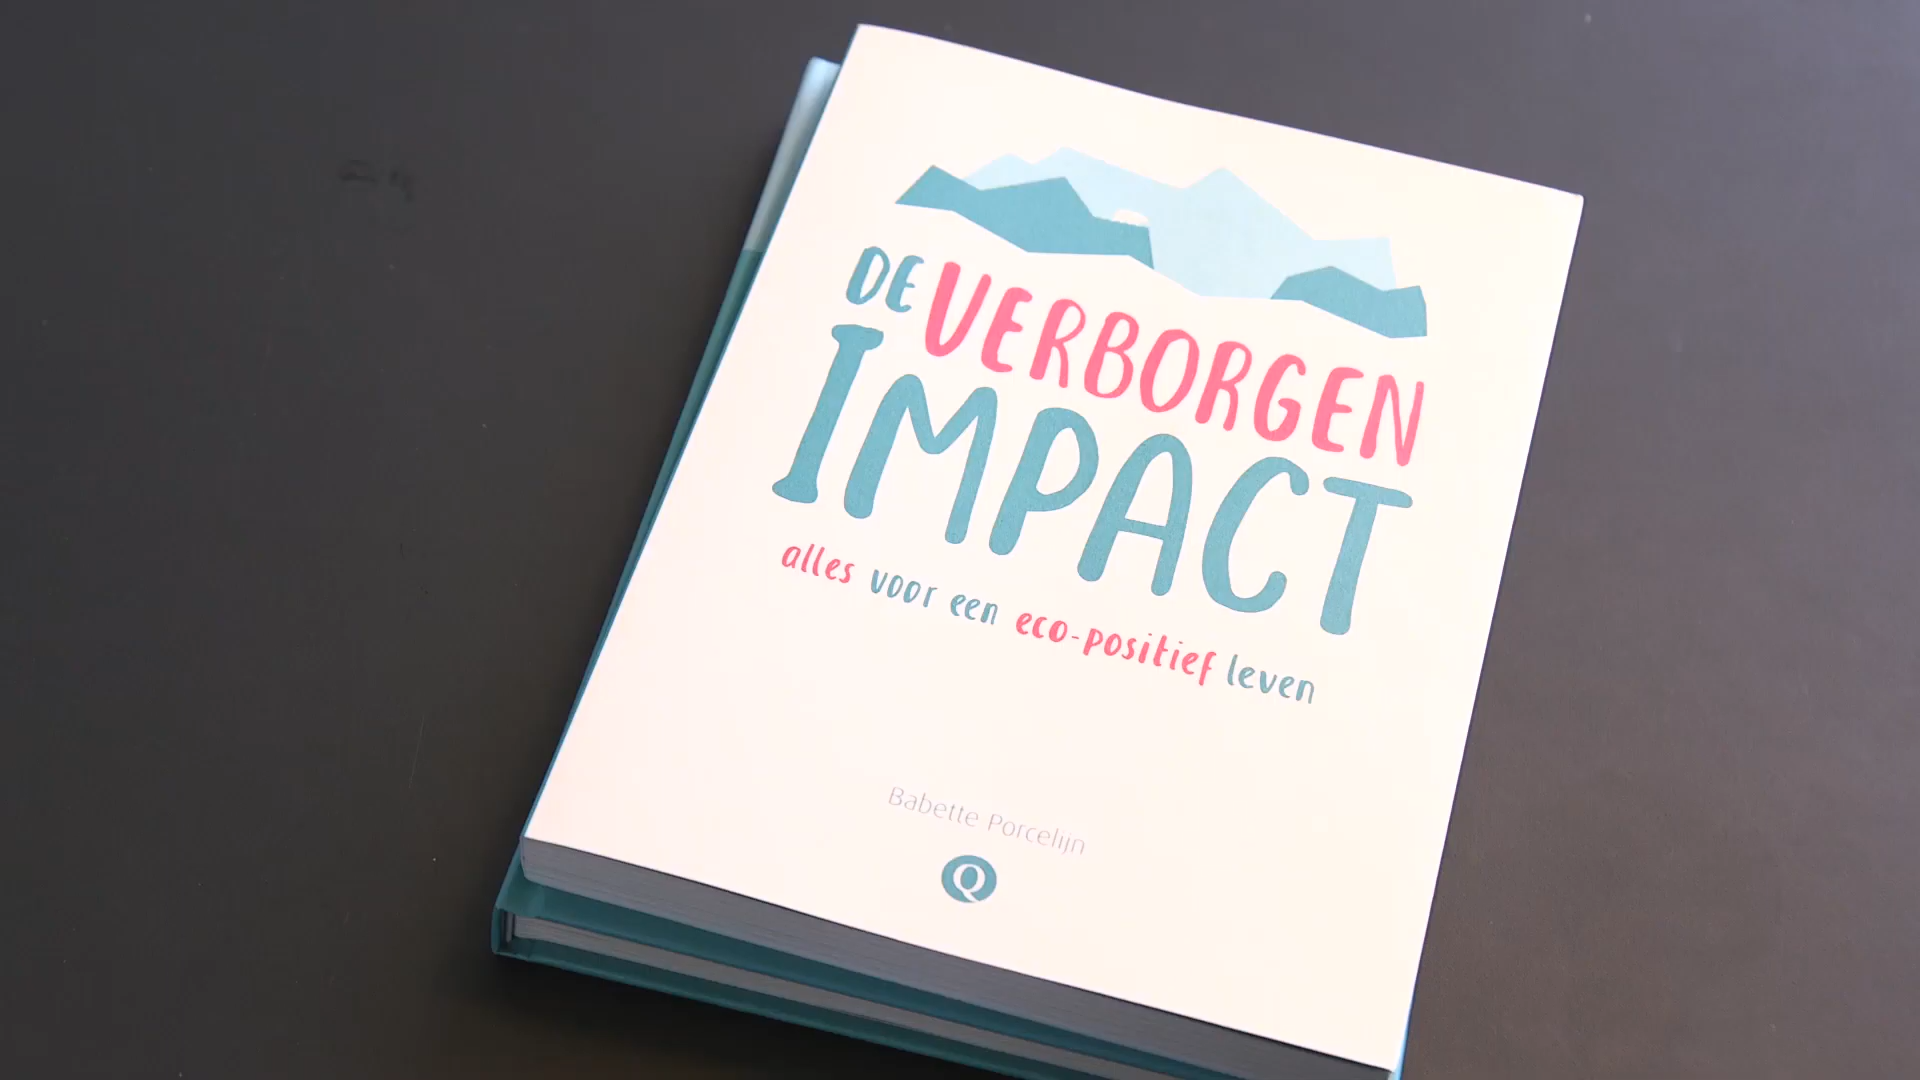 DE VERBORGEN
IMPACT
alles voor een eco-positief leven
Babette Porcelijn
Q